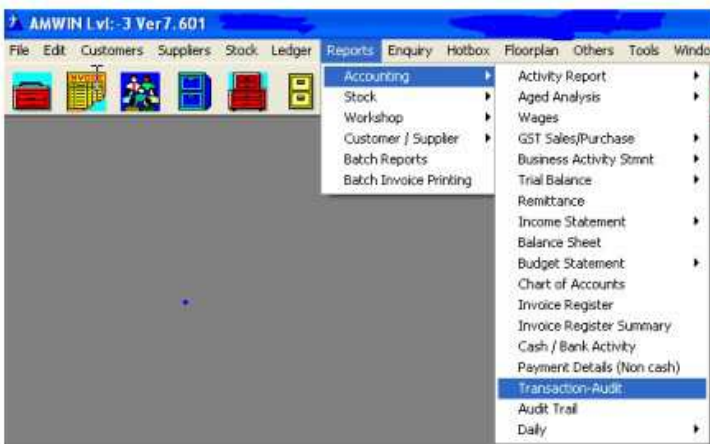 AMWIN Lvl:-3 Ver7.601
File Edit Customers Suppliers Stock Ledger Reports Enquiry Hotbox Floorplan Others Tools Windo
INVOICE
Accounting
Stock
Workshop
Customer / Supplier
Batch Reports
Batch Invoice Printing
Activity Report
Aged Analysis
Wages
GST Sales/Purchase
Business Activity Stmnt
Trial Balance
Remittance
Income Statement
Balance Sheet
Budget Statement
Chart of Accounts
Invoice Register
Invoice Register Summary
Cash / Bank Activity
Payment Details (Non cash)
Transaction-Audit
Audit Trail
Daily